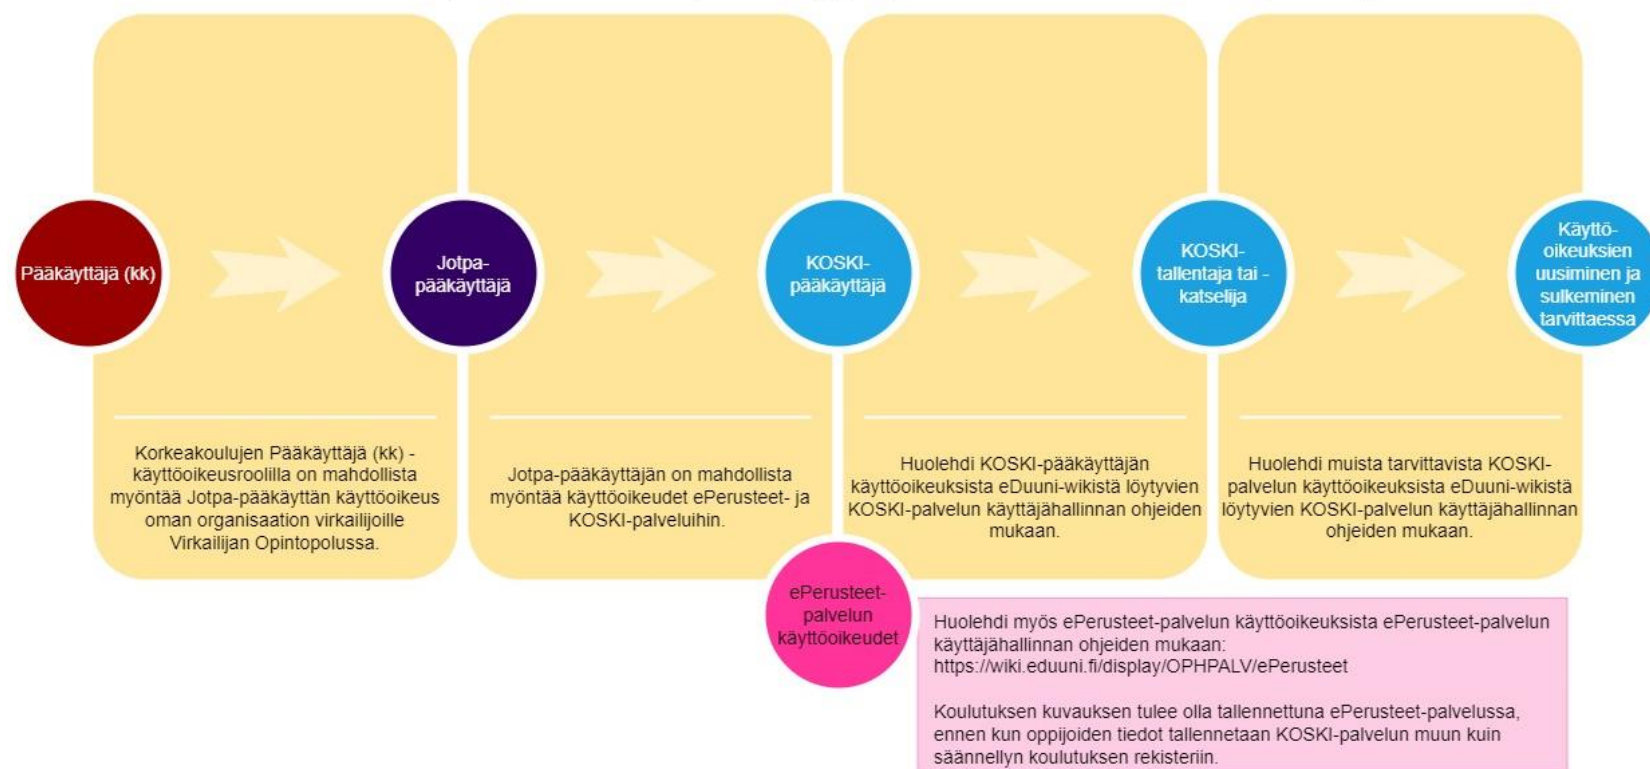 Pääkäyttäjä (kk)
Jotpa-
pääkäyttäjä
KOSKI-
pääkäyttäjä
KOSKI-
tallentaja tai -
katselija
Käyttö-
oikeuksien
uusiminen ja
sulkeminen
tarvittaessa
Korkeakoulujen Pääkäyttäjä (kk) -
käyttöoikeusroolilla on mahdollista
myöntää Jotpa-pääkäyttän käyttöoikeus
oman organisaation virkailijoille
Virkailijan Opintopolussa.
Jotpa-pääkäyttäjän on mahdollista
myöntää käyttöoikeudet ePerusteet- ja
KOSKI-palveluihin.
Huolehdi KOSKI-pääkäyttäjän
käyttöoikeuksista eDuuni-wikistä löytyvien
KOSKI-palvelun käyttäjähallinnan ohjeiden
mukaan.
Huolehdi muista tarvittavista KOSKI-
palvelun käyttöoikeuksista eDuuni-wikistä
löytyvien KOSKI-palvelun käyttäjähallinnan
ohjeiden mukaan.
ePerusteet-
palvelun
käyttöoikeudet
Huolehdi myös ePerusteet-palvelun käyttöoikeuksista ePerusteet-palvelun
käyttäjähallinnan ohjeiden mukaan:
https://wiki.eduuni.fi/display/OPHPALV/ePerusteet
Koulutuksen kuvauksen tulee olla tallennettuna ePerusteet-palvelussa,
ennen kun oppijoiden tiedot tallennetaan KOSKI-palvelun muun kuin
säännellyn koulutuksen rekisteriin.